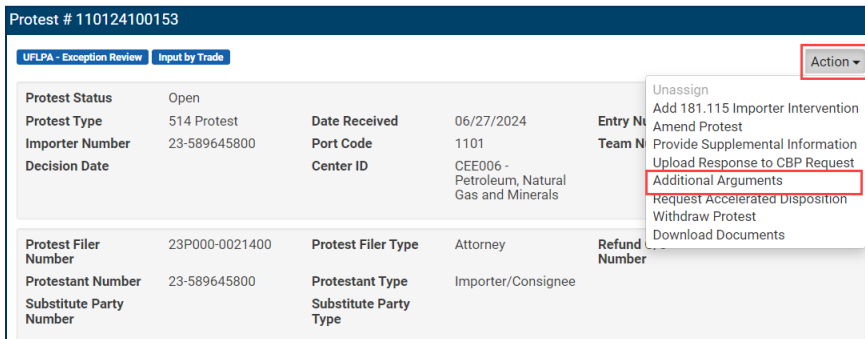 Protest # 110124100153
UFLPA - Exception Review Input by Trade
Action
Unassign
Add 181.115 Importer Intervention
Amend Protest
Provide Supplemental Information
Upload Response to CBP Request
Additional Arguments
Request Accelerated Disposition
Withdraw Protest
Download Documents
Protest Status Open
Protest Type 514 Protest Date Received 06/27/2024 Entry
Importer Number 23-589645800 Port Code 1101 Team
Decision Date Center ID CEE006 -
Petroleum, Natural
Gas and Minerals
Protest Filer 23P000-0021400 Protest Filer Type Attorney Refund
Number Number
Protestant Number 23-589645800 Protestant Type Importer/Consignee
Substitute Party Substitute Party
Number Type